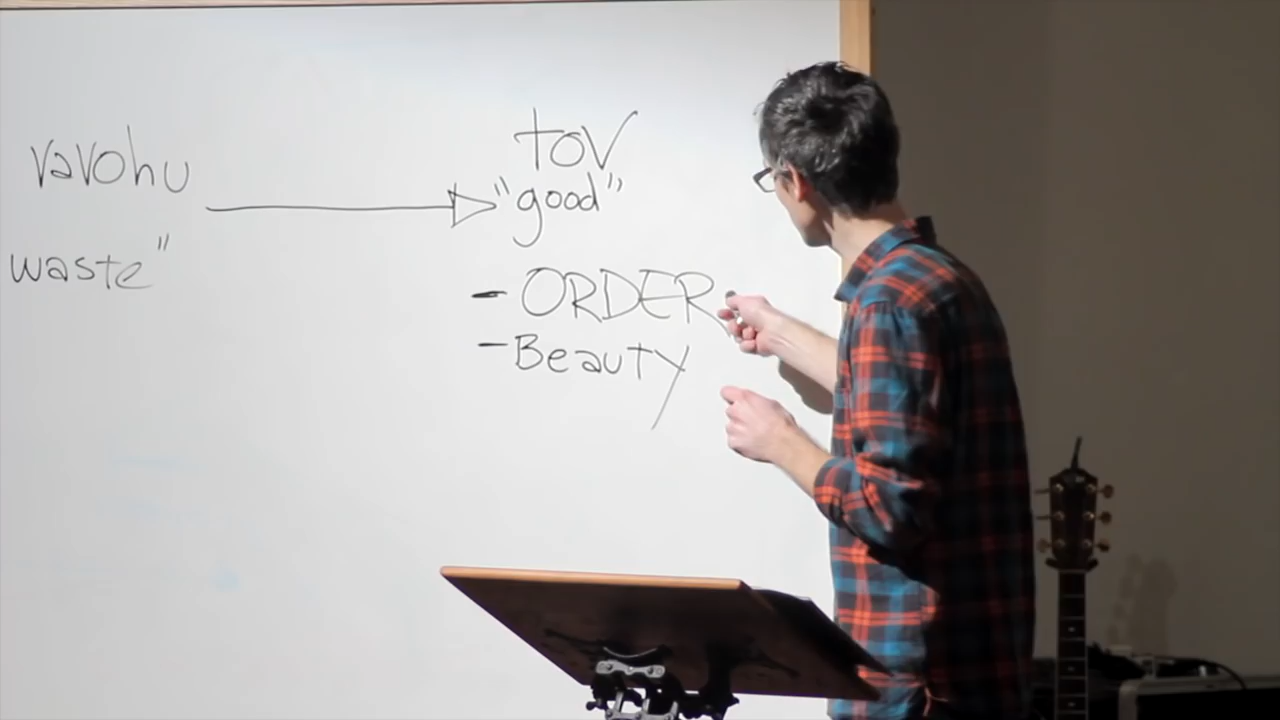 vavohu
waste"
tov
"good"
- ORDER
- Beauty